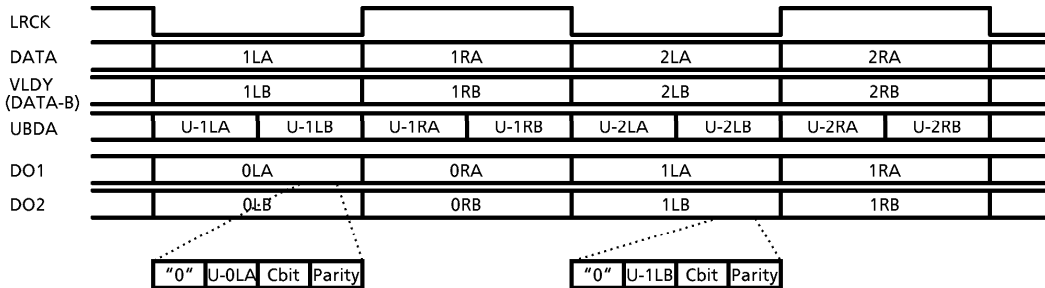 LRCK
DATA 1LA 1RA 2LA 2RA
VLDY 1LB 1RB 2LB 2RB
(DATA-B)
UBDA U-1LA U-1LB U-1RA U-1RB U-2LA U-2LB U-2RA U-2RB
DO1 0LA 0RA 1LA 1RA
DO2 0LB 0RB 1LB 1RB
"0" U-0LA Cbit Parity "0" U-1LB Cbit Parity